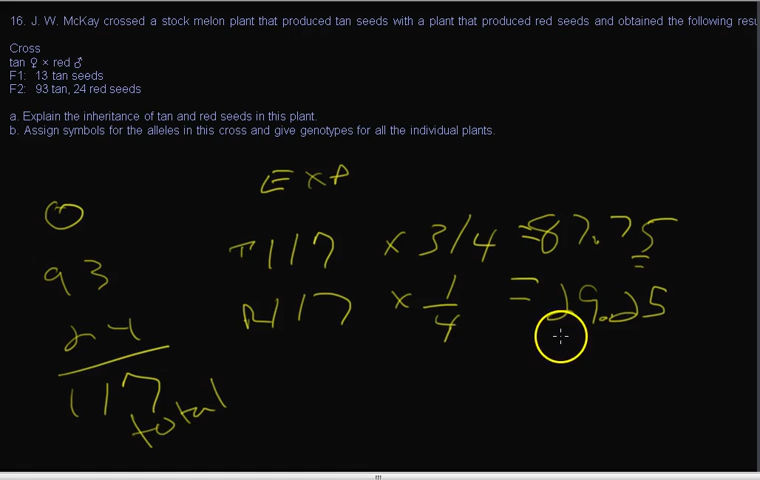 16. J. W. McKay crossed a stock melon plant that produced tan seeds with a plant that produced red seeds and obtained the following resu
Cross
tan ♀ × red ♂
F1: 13 tan seeds
F2: 93 tan, 24 red seeds
a. Explain the inheritance of tan and red seeds in this plant.
b. Assign symbols for the alleles in this cross and give genotypes for all the individual plants.
Exp
T 117 × 3/4 = 87.75
93
R 117 × 1/4 = 29.25
24
117
total